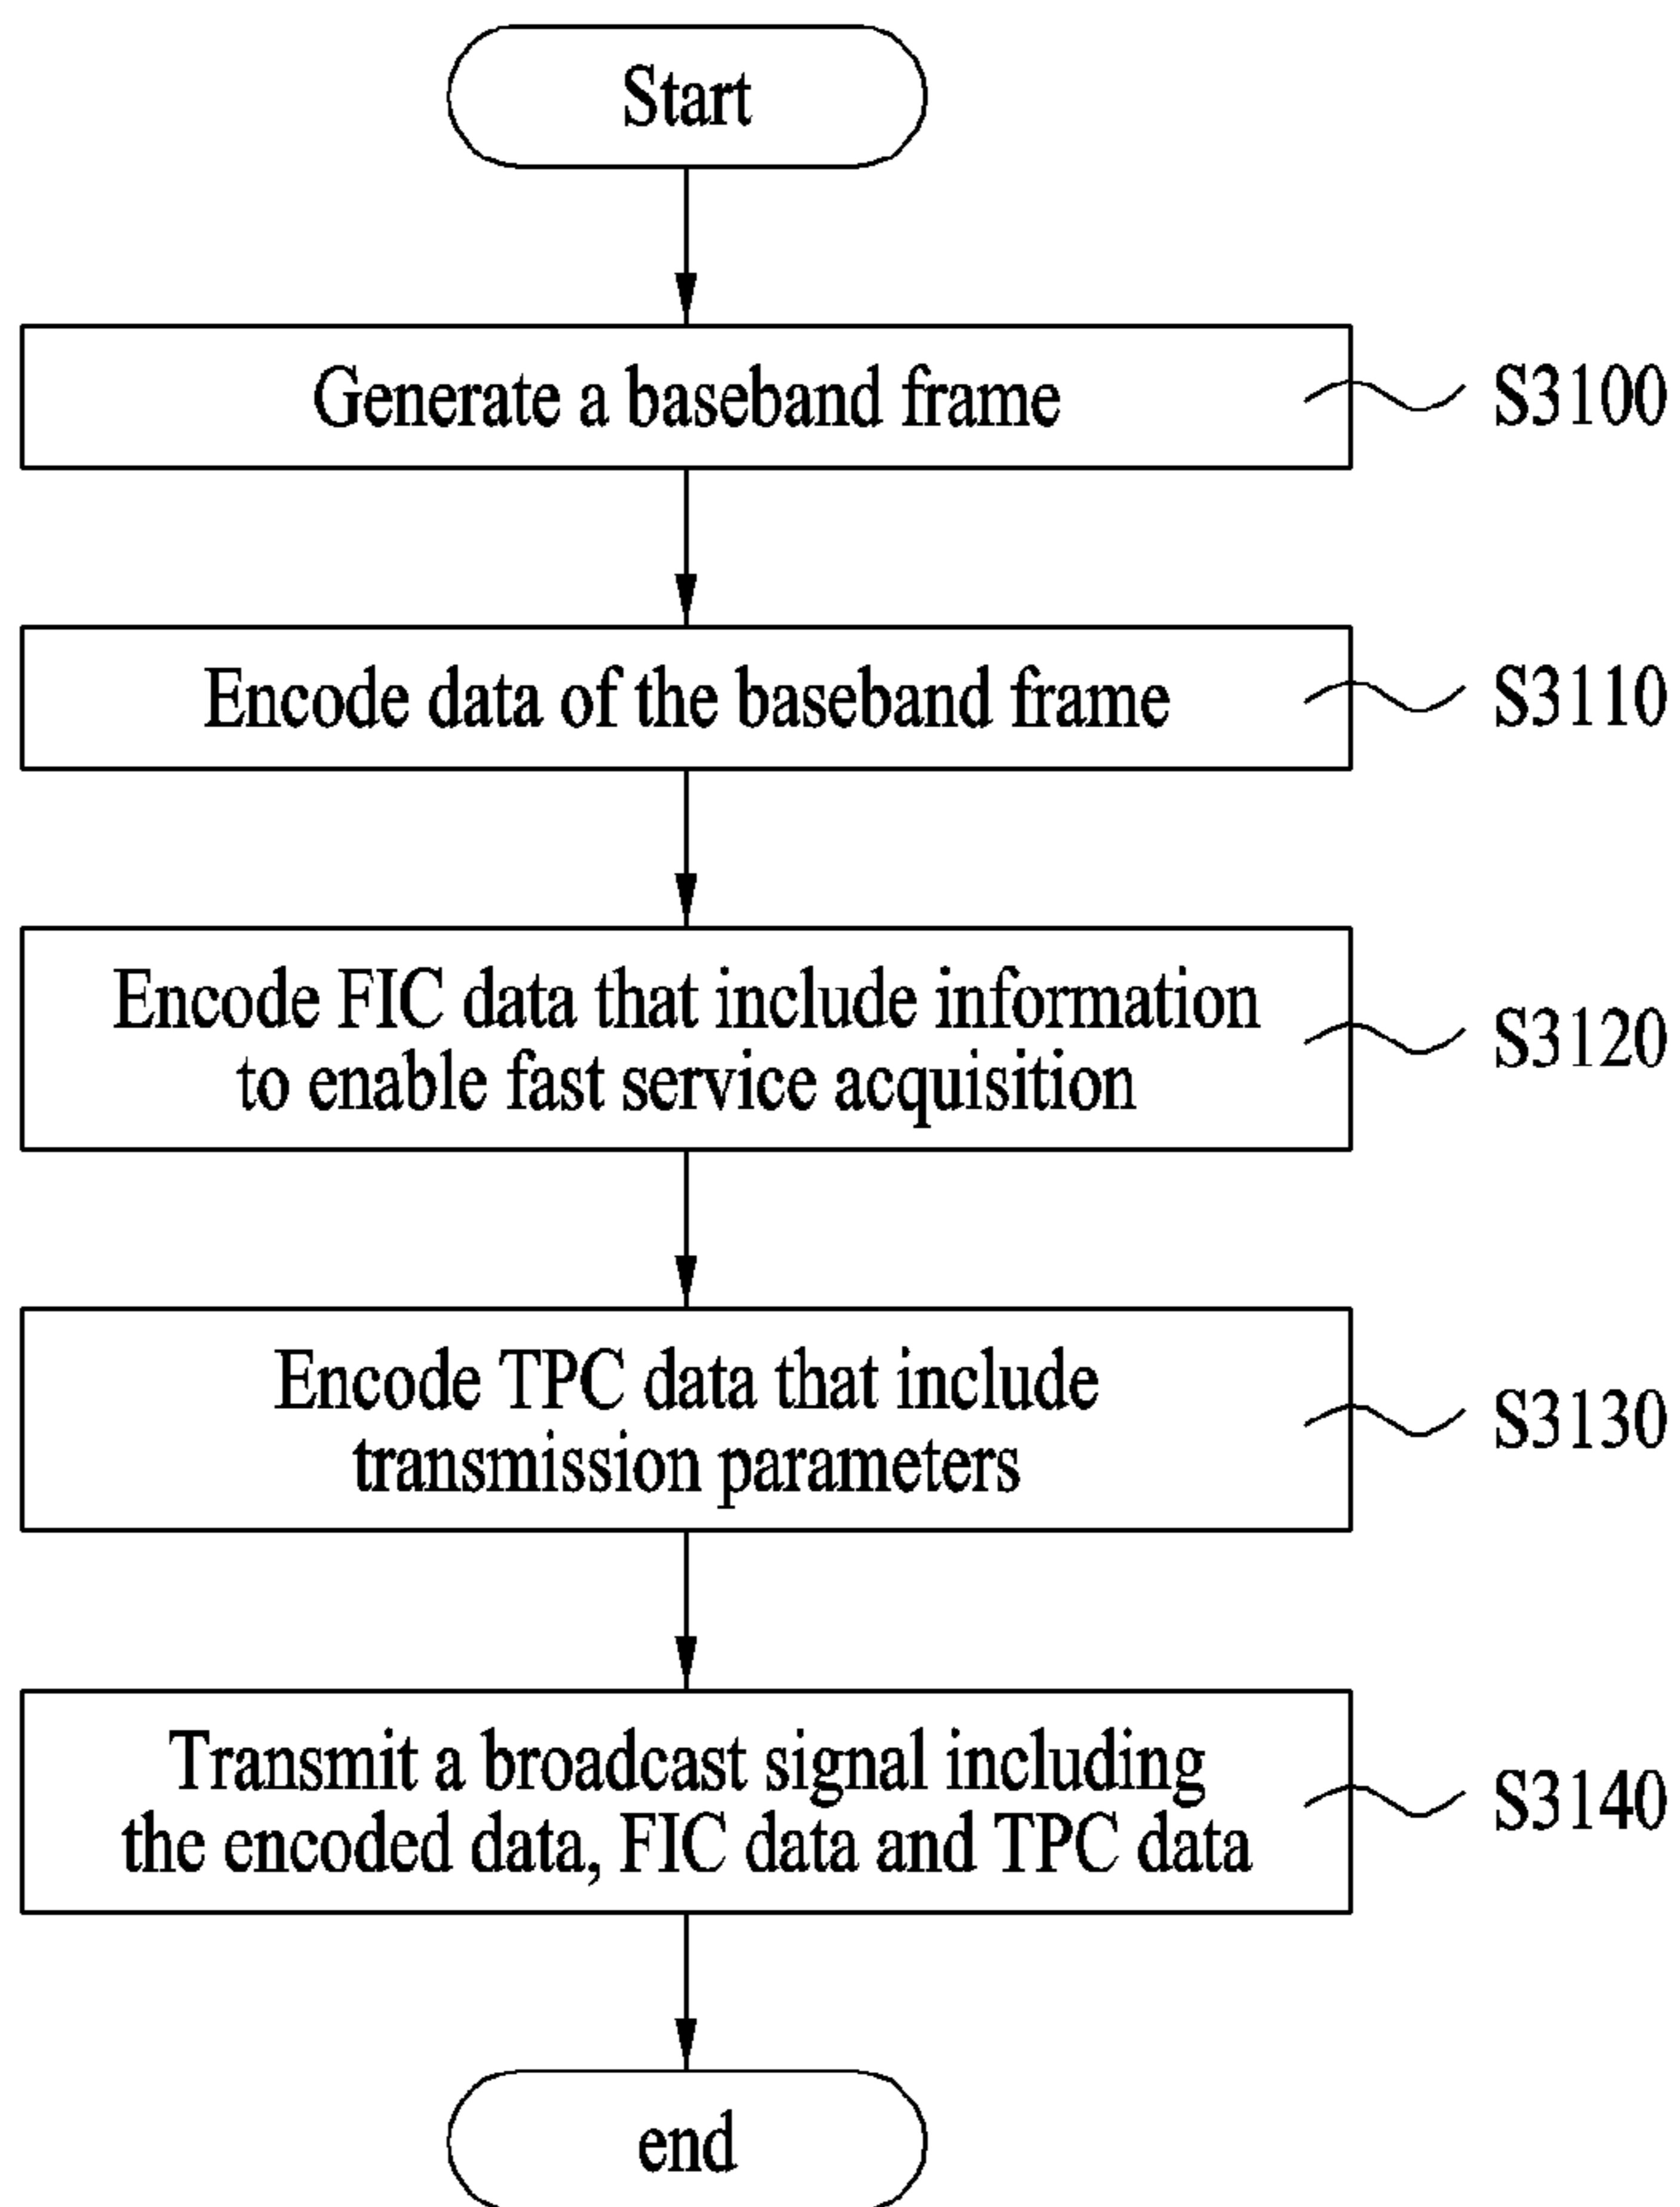 Start
Generate a baseband frame
S3100
Encode data of the baseband frame
S3110
Encode FIC data that include information
to enable fast service acquisition
S3120
Encode TPC data that include
transmission parameters
S3130
Transmit a broadcast signal including
the encoded data, FIC data and TPC data
S3140
end